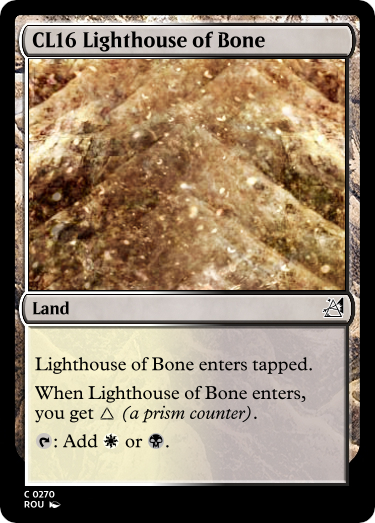 CL16 Lighthouse of Bone
Land
Lighthouse of Bone enters tapped.
When Lighthouse of Bone enters,
you get △ (a prism counter).
: Add or .
C 0270
ROU